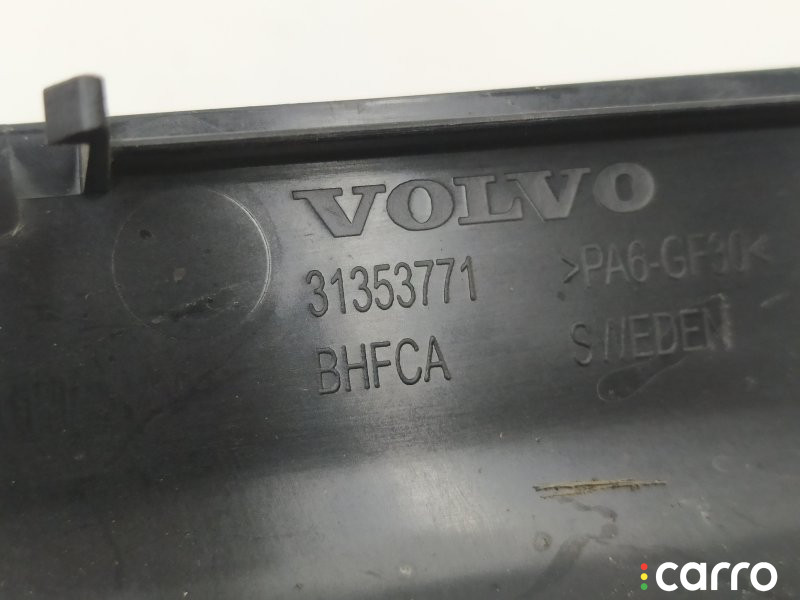 VOLVO
31353771
>PA6-GF30<
BHFCA
SWEDEN
carro